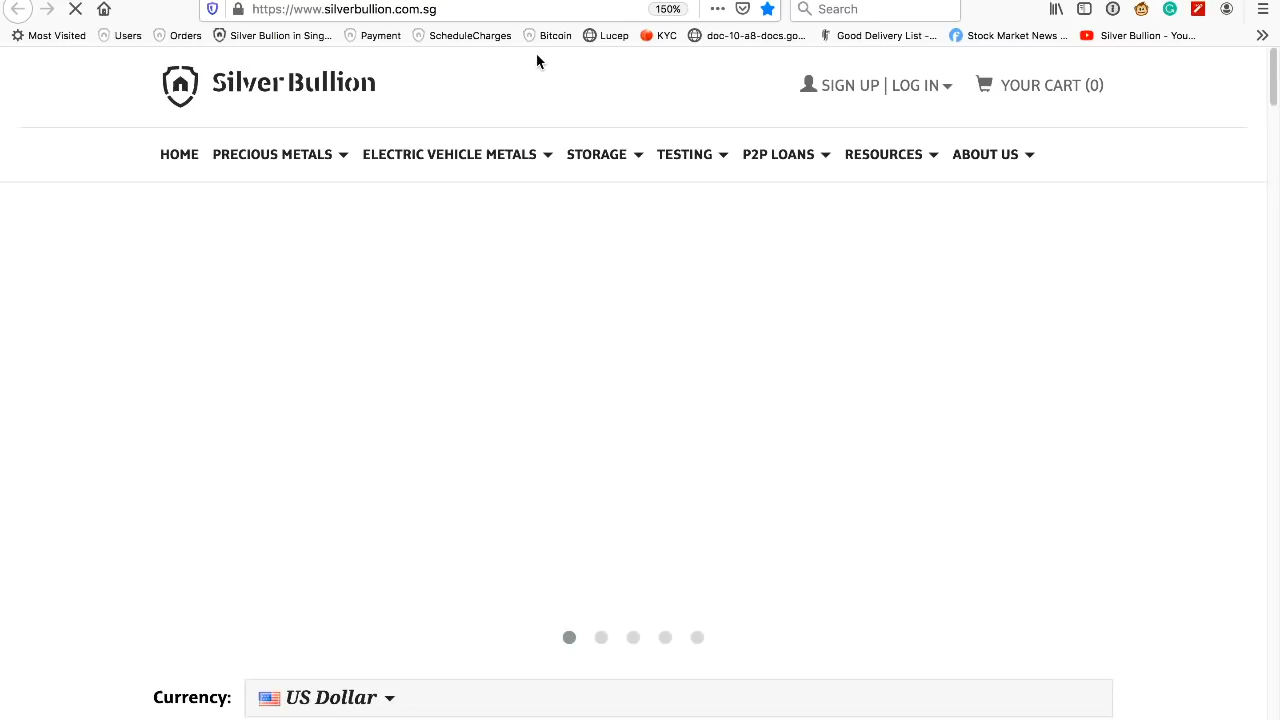 https://www.silverbullion.com.sg
150%
Search
Most Visited
Users
Orders
Silver Bullion in Sing...
Payment
ScheduleCharges
Bitcoin
Lucep
KYC
doc-10-a8-docs.go...
Good Delivery List -...
Stock Market News ...
Silver Bullion - You...
Silver Bullion
SIGN UP | LOG IN
YOUR CART (0)
HOME
PRECIOUS METALS
ELECTRIC VEHICLE METALS
STORAGE
TESTING
P2P LOANS
RESOURCES
ABOUT US
Currency:
US Dollar